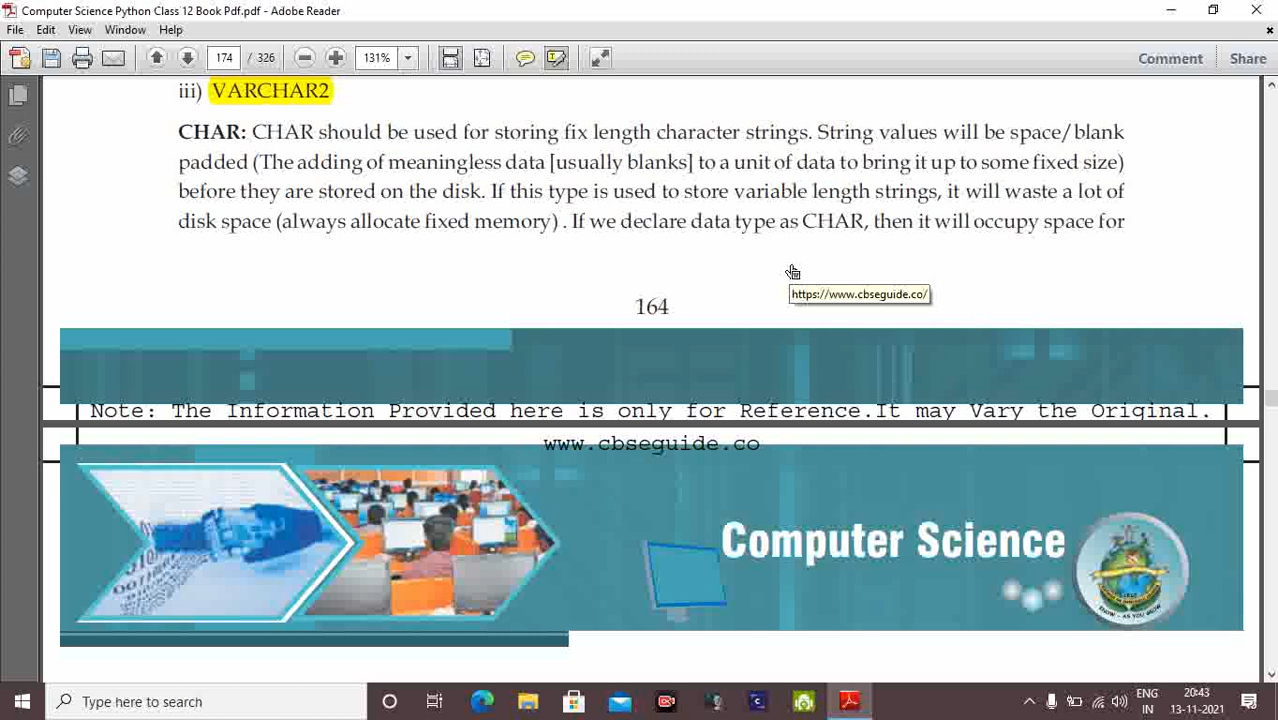 Computer Science Python Class 12 Book Pdf.pdf - Adobe Reader
File Edit View Window Help
174 / 326 131% Comment Share
iii) VARCHAR2
CHAR: CHAR should be used for storing fix length character strings. String values will be space/blank
padded (The adding of meaningless data [usually blanks] to a unit of data to bring it up to some fixed size)
before they are stored on the disk. If this type is used to store variable length strings, it will waste a lot of
disk space (always allocate fixed memory) . If we declare data type as CHAR, then it will occupy space for
https://www.cbseguide.co/
164
Note: The Information Provided here is only for Reference.It may Vary the Original.
www.cbseguide.co
Computer Science
Type here to search
ENG
IN
20:43
13-11-2021